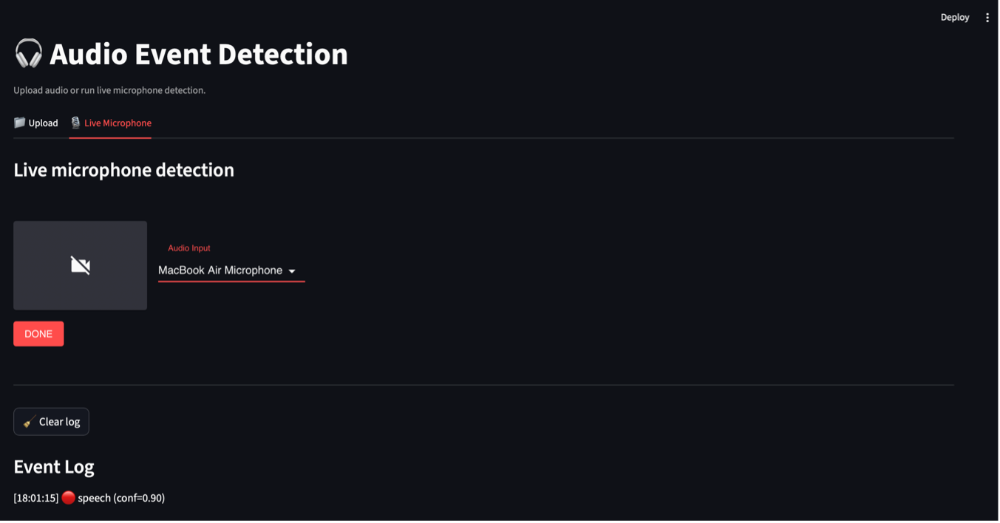 Deploy
Audio Event Detection
Upload audio or run live microphone detection.
Upload Live Microphone
Live microphone detection
Audio Input
MacBook Air Microphone
DONE
Clear log
Event Log
[18:01:15] 🔴 speech (conf=0.90)